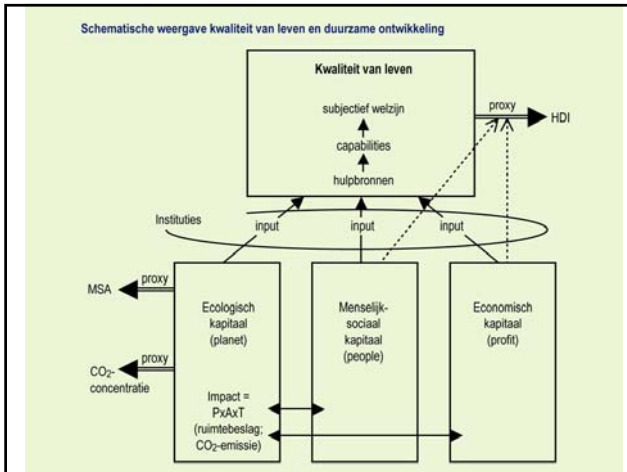 Schematische weergave kwaliteit van leven en duurzame ontwikkeling
Kwaliteit van leven
subjectief welzijn
capabilities
hulpbronnen
proxy
HDI
Instituties
input
input
input
MSA
proxy
CO₂-
concentratie
proxy
Ecologisch
kapitaal
(planet)
Impact =
PxAxT
(ruimtebeslag;
CO₂-emissie)
Menselijk-
sociaal
kapitaal
(people)
Economisch
kapitaal
(profit)